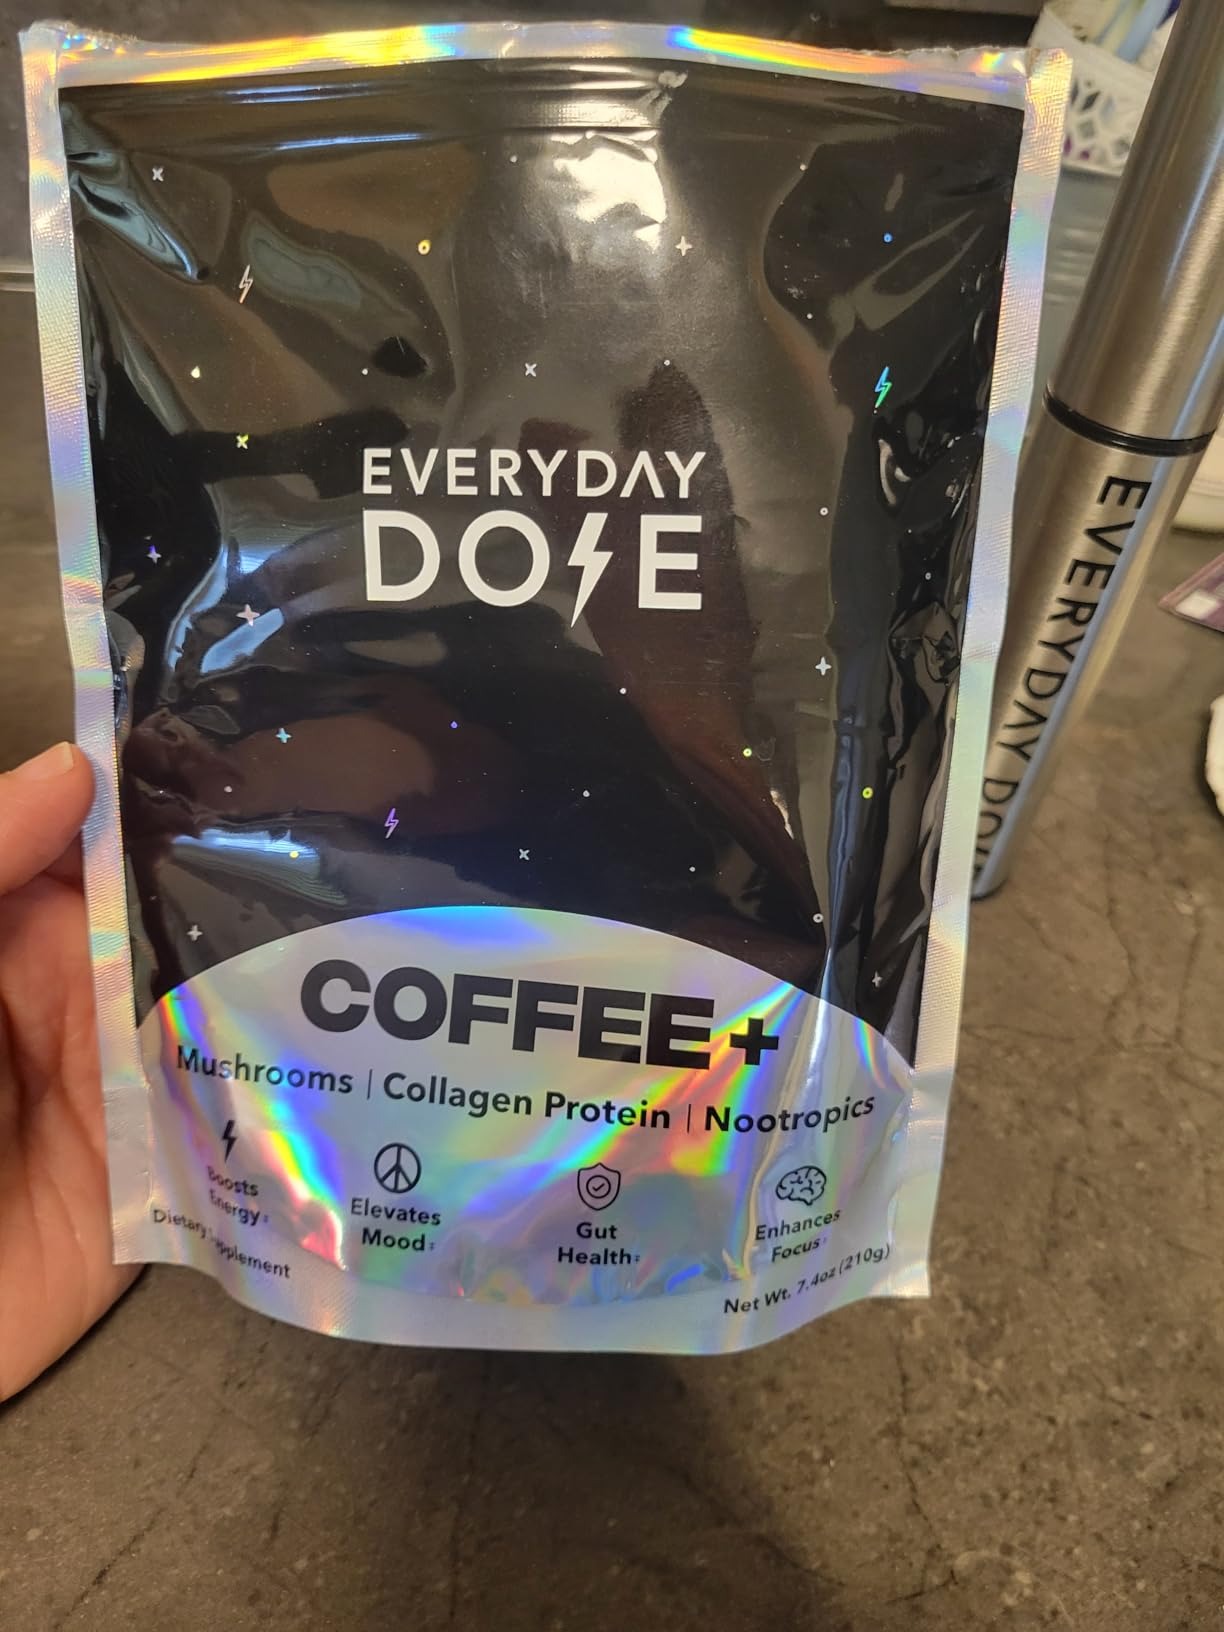 EVERYDAY
DOSE
COFFEE+
Mushrooms | Collagen Protein | Nootropics
Boosts
Energy‡
Elevates
Mood‡
Gut
Health‡
Enhances
Focus‡
Dietary Supplement
Net Wt. 7.4oz (210g)
EVERYDAY DOSE